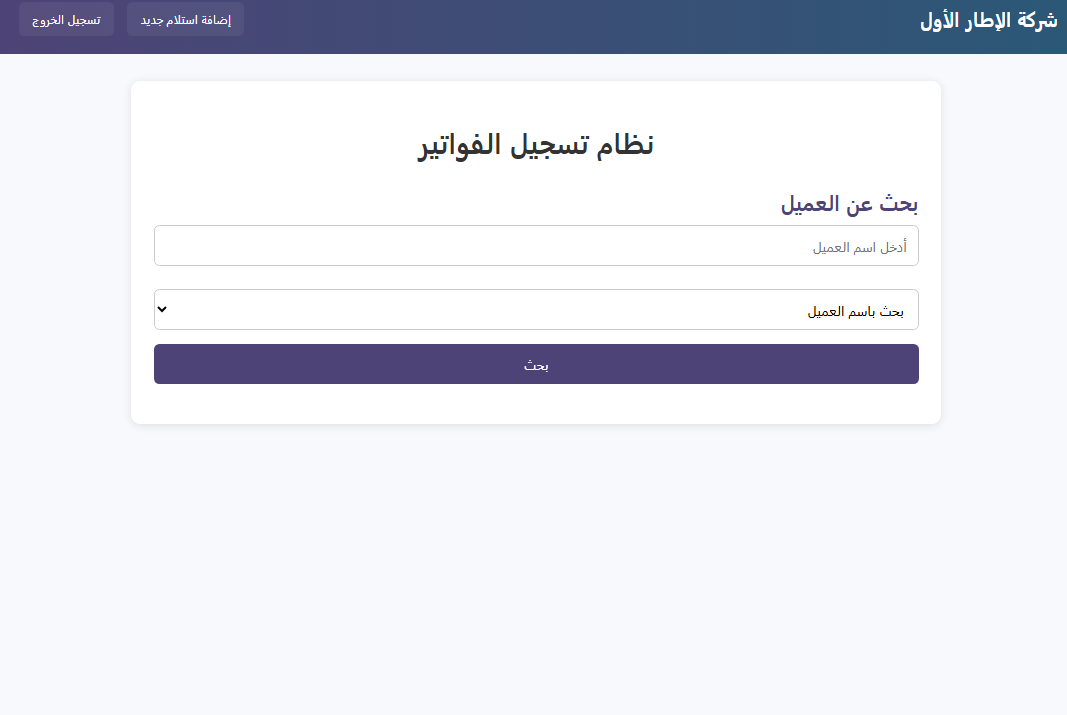 شركة الإطار الأول
إضافة استلام جديد
تسجيل الخروج
نظام تسجيل الفواتير
بحث عن العميل
أدخل اسم العميل
بحث باسم العميل
بحث